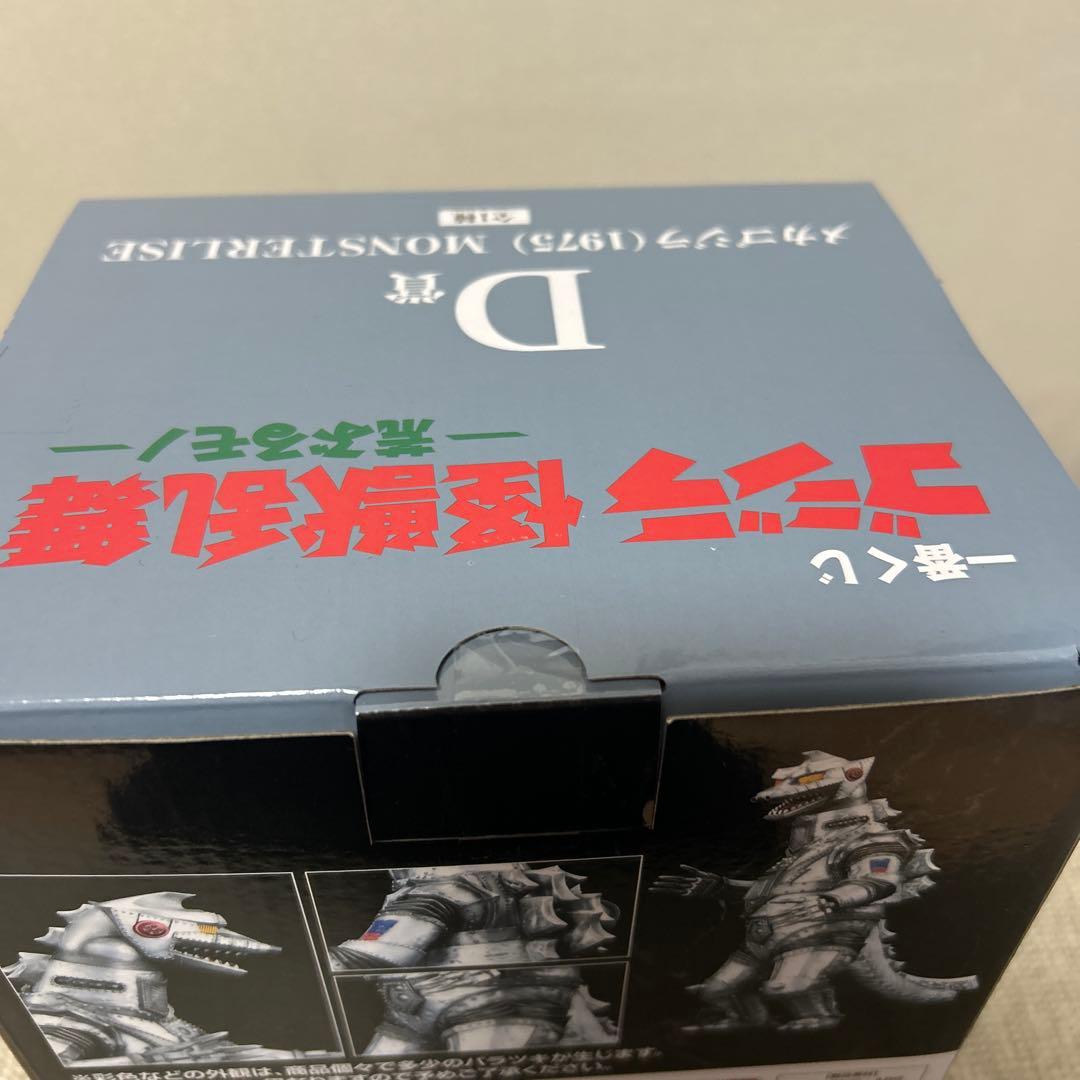 一番くじ
ゴジラ 怪獣乱舞
― 荒ぶるモノ ―
D賞
メカゴジラ(1975) MONSTERLISE
全1種
※彩色などの外観は、商品個々で多少のバラツキが生じます。